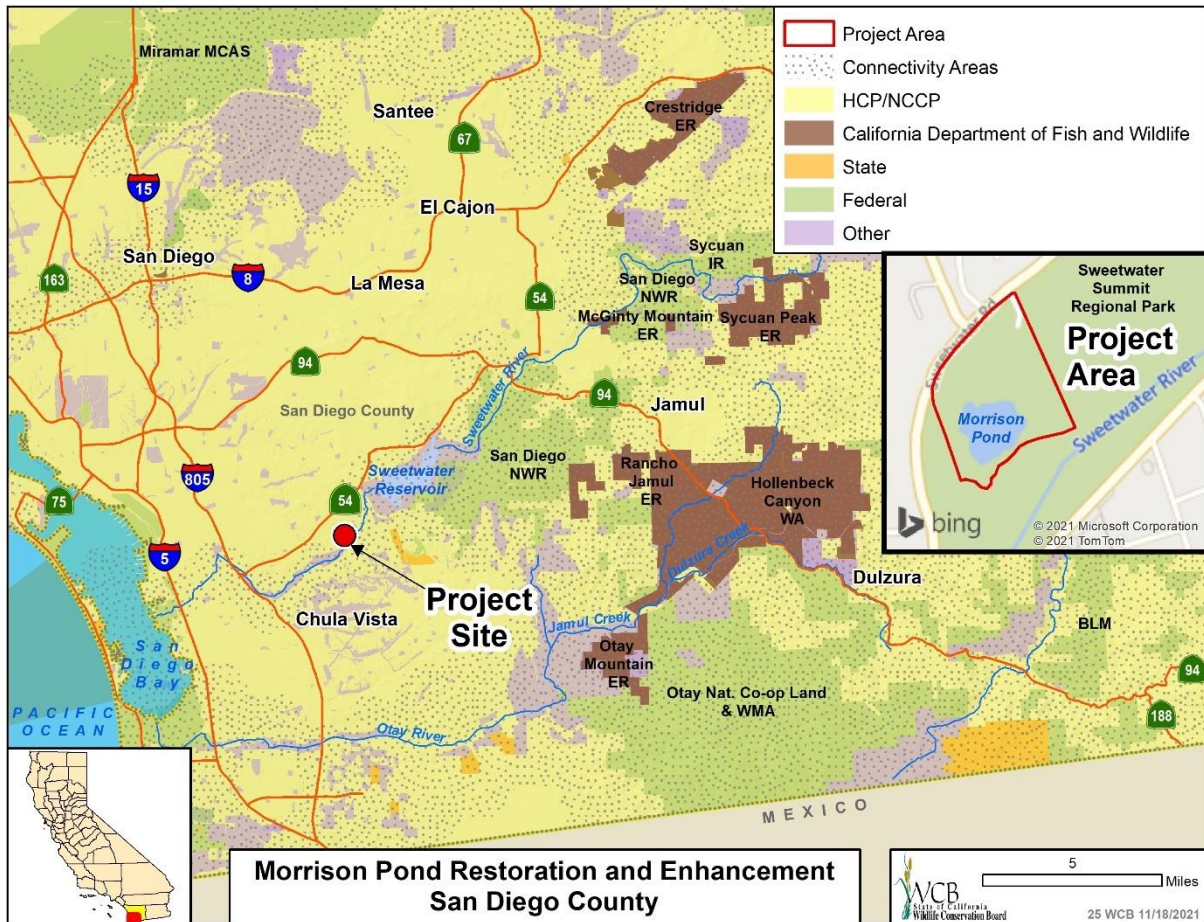 Miramar MCAS
Santee
67
15
El Cajon
San Diego
163
8
La Mesa
54
94
San Diego County
Crestridge
ER
Sycuan
IR
San Diego
NWR
McGinty Mountain
ER
Sycuan Peak
ER
Sweetwater River
94
Jamul
San Diego
NWR
Sweetwater
Reservoir
Rancho
Jamul
ER
Hollenbeck
Canyon
WA
805
75
54
5
Project
Site
Chula Vista
Dulzura Creek
Dulzura
Jamul Creek
Otay
Mountain
ER
BLM
Otay Nat. Co-op Land
& WMA
San
Diego
Bay
PACIFIC
OCEAN
Otay River
94
188
MEXICO
Project Area
Connectivity Areas
HCP/NCCP
California Department of Fish and Wildlife
State
Federal
Other
Sweetwater
Summit
Regional Park
Project
Area
Sweetwater Rd
Morrison
Pond
Sweetwater River
bing
© 2021 Microsoft Corporation
© 2021 TomTom
Morrison Pond Restoration and Enhancement
San Diego County
WCB
State of California
Wildlife Conservation Board
5
Miles
25 WCB 11/18/2021